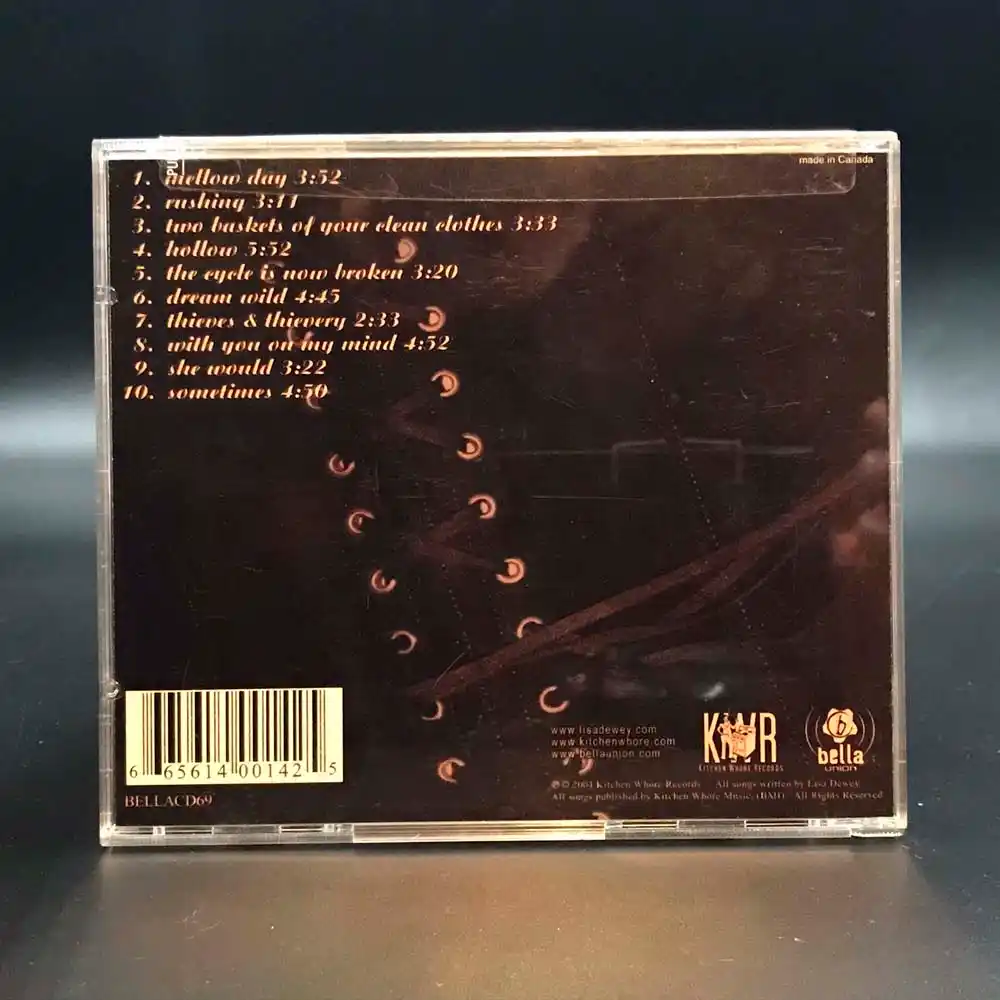 PU
made in Canada
1. mellow day 3:52
2. rushing 3:11
3. two baskets of your clean clothes 3:33
4. hollow 5:52
5. the cycle is now broken 3:20
6. dream wild 4:45
7. thieves & thievery 2:33
8. with you on my mind 4:52
9. she would 3:22
10. sometimes 4:50
6 65614 00142 5
BELLACD69
www.lisadewey.com
www.kitchenwhore.com
www.bellaunion.com
KWR
KITCHEN WHORE RECORDS
b
bella
UNION
℗ © 2004 Kitchen Whore Records All songs written by Lisa Dewey
All songs published by Kitchen Whore Music, (BMI) All Rights Reserved